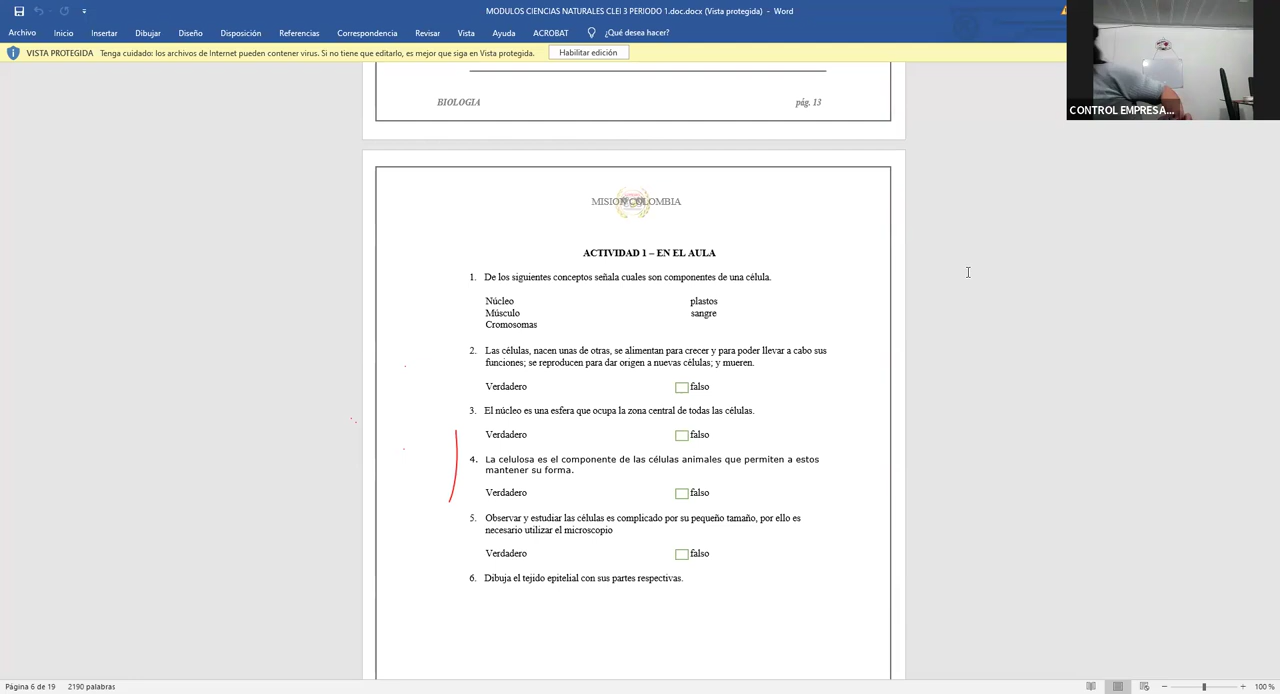 MODULOS CIENCIAS NATURALES CLEI 3 PERIODO 1.doc.docx (Vista protegida) - Word
Archivo Inicio Insertar Dibujar Diseño Disposición Referencias Correspondencia Revisar Vista Ayuda ACROBAT ¿Qué desea hacer?
VISTA PROTEGIDA Tenga cuidado: los archivos de Internet pueden contener virus. Si no tiene que editarlo, es mejor que siga en Vista protegida. Habilitar edición
CONTROL EMPRESA...
BIOLOGIA pág. 13
MISION COLOMBIA
ACTIVIDAD 1 – EN EL AULA
1. De los siguientes conceptos señala cuales son componentes de una célula.
Núcleo plastos
Músculo sangre
Cromosomas
2. Las células, nacen unas de otras, se alimentan para crecer y para poder llevar a cabo sus
funciones; se reproducen para dar origen a nuevas células; y mueren.
Verdadero falso
3. El núcleo es una esfera que ocupa la zona central de todas las células.
Verdadero falso
4. La celulosa es el componente de las células animales que permiten a estos
mantener su forma.
Verdadero falso
5. Observar y estudiar las células es complicado por su pequeño tamaño, por ello es
necesario utilizar el microscopio
Verdadero falso
6. Dibuja el tejido epitelial con sus partes respectivas.
Página 6 de 19 2190 palabras 100 %